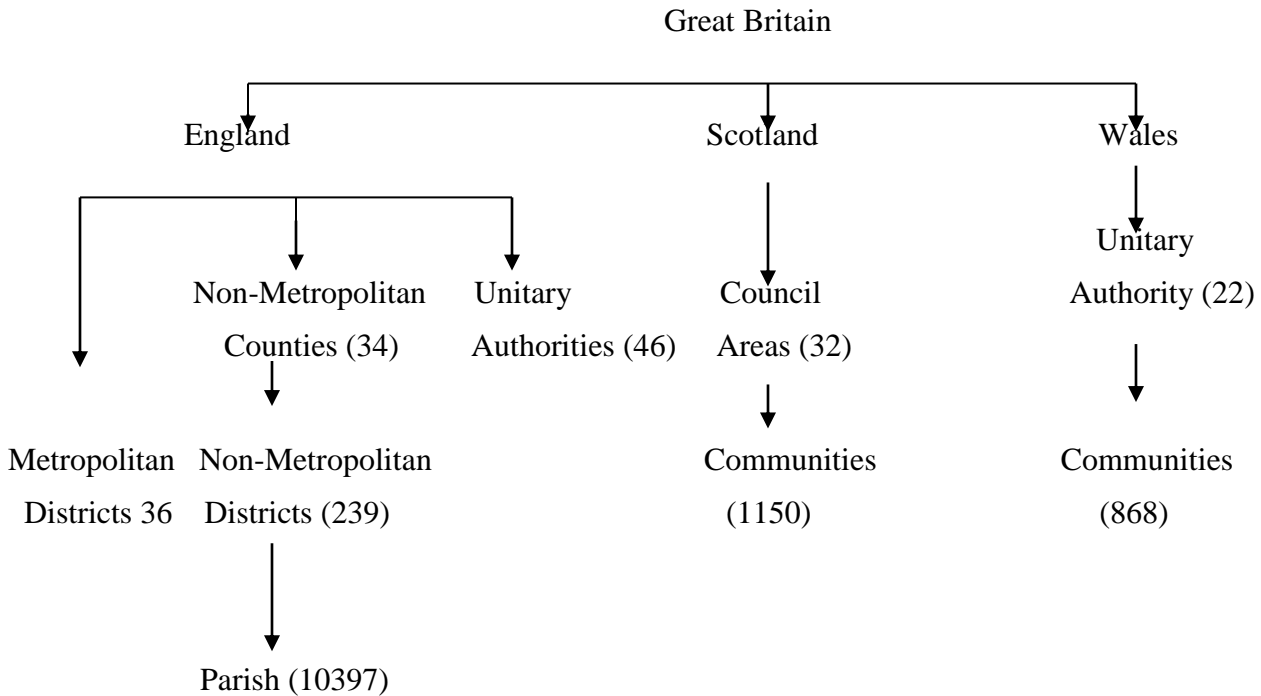 Great Britain
England Scotland Wales
Unitary
Non-Metropolitan Unitary Council Authority (22)
Counties (34) Authorities (46) Areas (32)
Metropolitan Non-Metropolitan Communities Communities
Districts 36 Districts (239) (1150) (868)
Parish (10397)